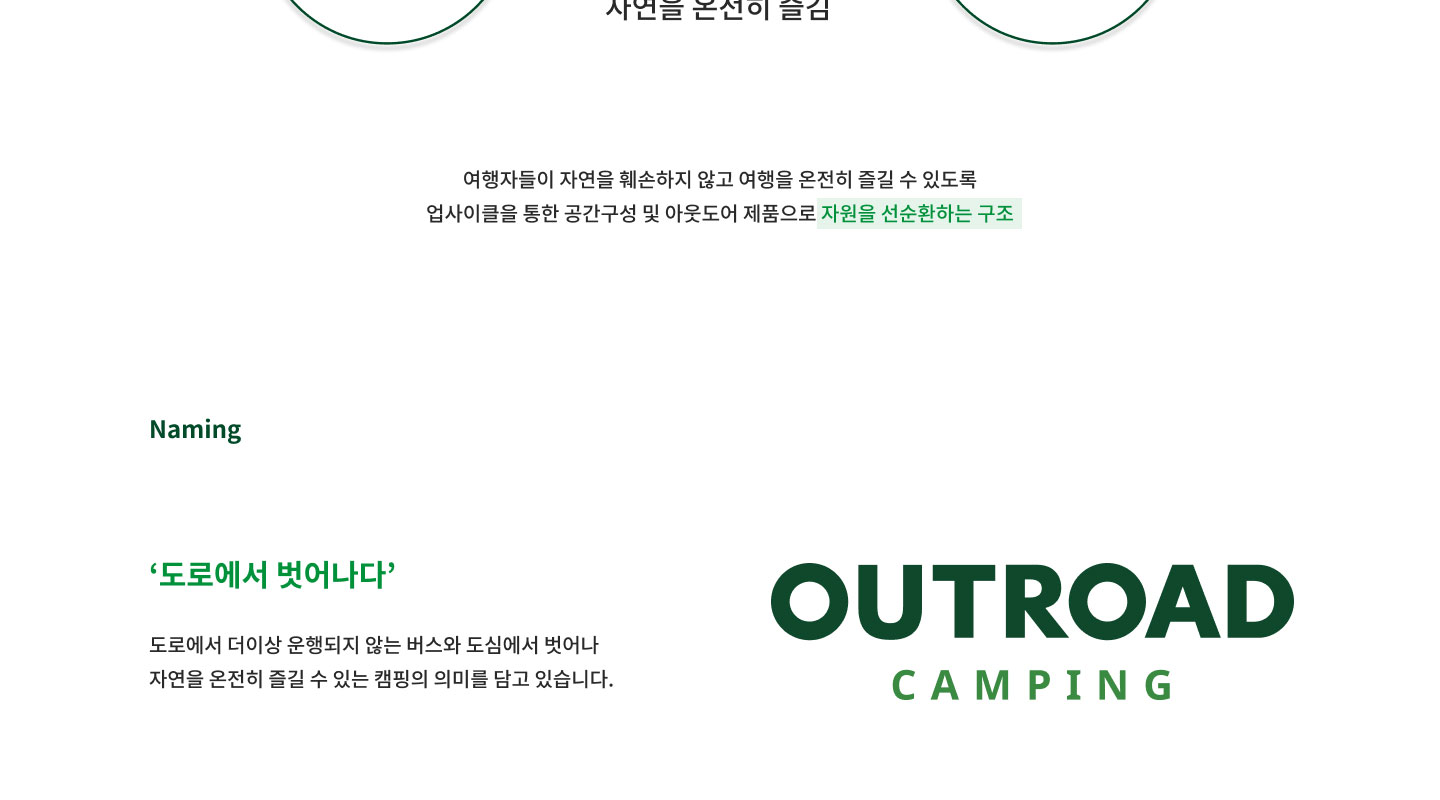 자연을 온전히 즐김
여행자들이 자연을 훼손하지 않고 여행을 온전히 즐길 수 있도록
업사이클을 통한 공간구성 및 아웃도어 제품으로 자원을 선순환하는 구조
Naming
‘도로에서 벗어나다’
도로에서 더이상 운행되지 않는 버스와 도심에서 벗어나
자연을 온전히 즐길 수 있는 캠핑의 의미를 담고 있습니다.
OUTROAD
CAMPING